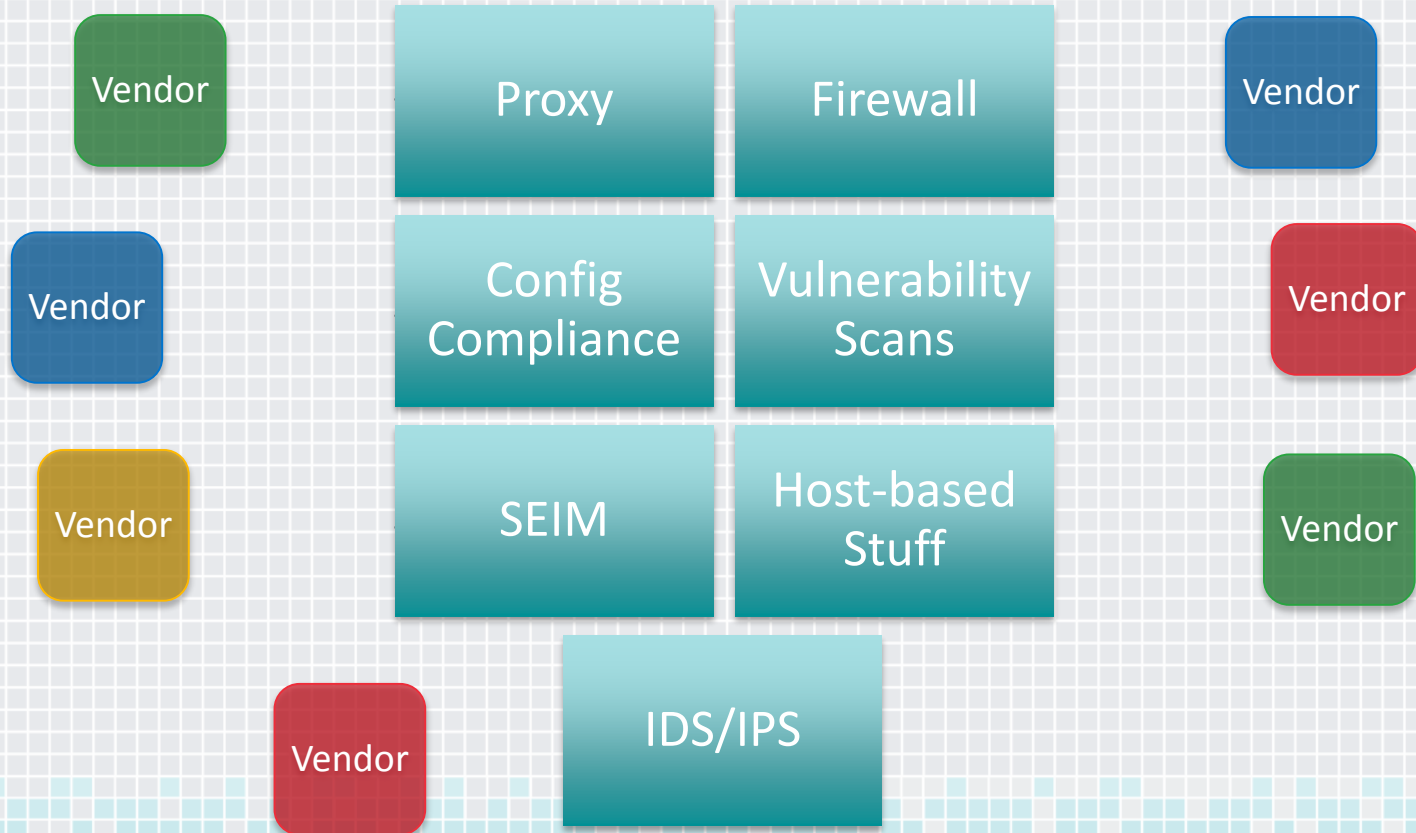 Vendor
Proxy
Firewall
Vendor
Vendor
Config
Compliance
Vulnerability
Scans
Vendor
Vendor
SEIM
Host-based
Stuff
Vendor
Vendor
IDS/IPS